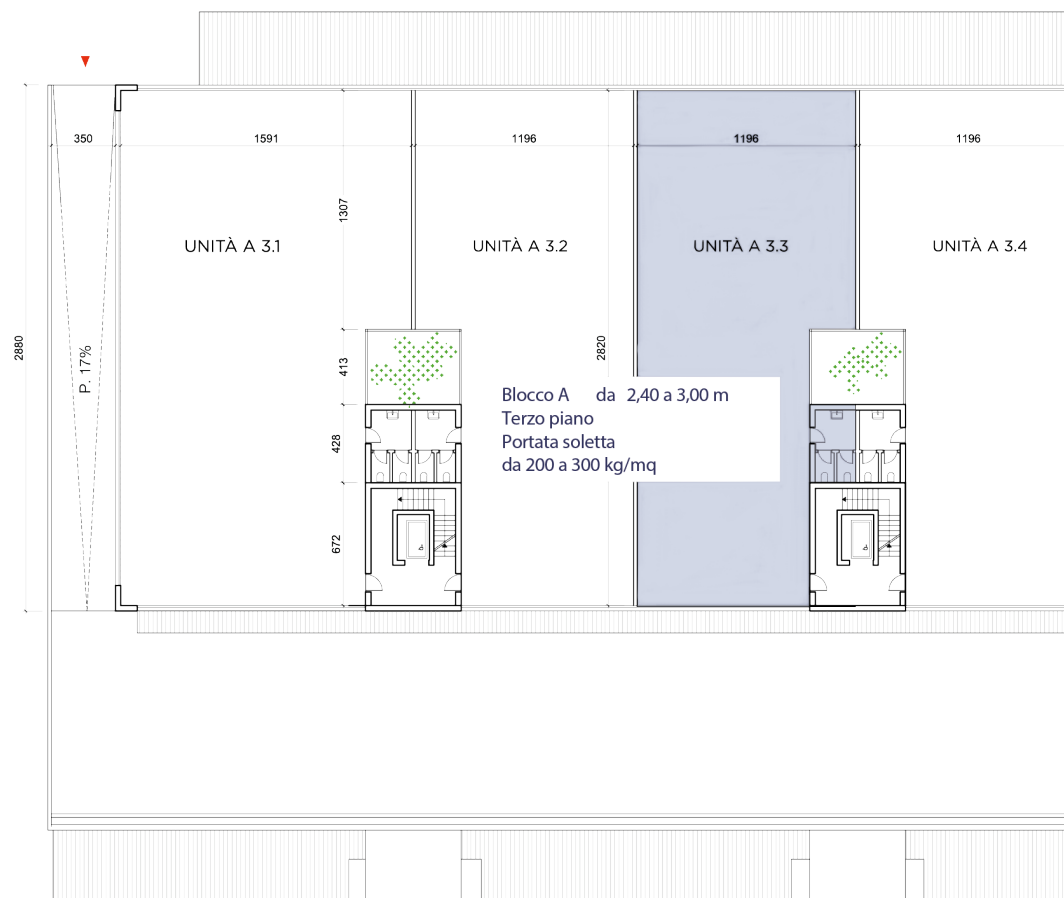 350
1591
1196
1196
1196
1307
UNITÀ A 3.1
UNITÀ A 3.2
UNITÀ A 3.3
UNITÀ A 3.4
2880
P. 17%
413
2820
Blocco A da 2,40 a 3,00 m
Terzo piano
Portata soletta
da 200 a 300 kg/mq
428
672